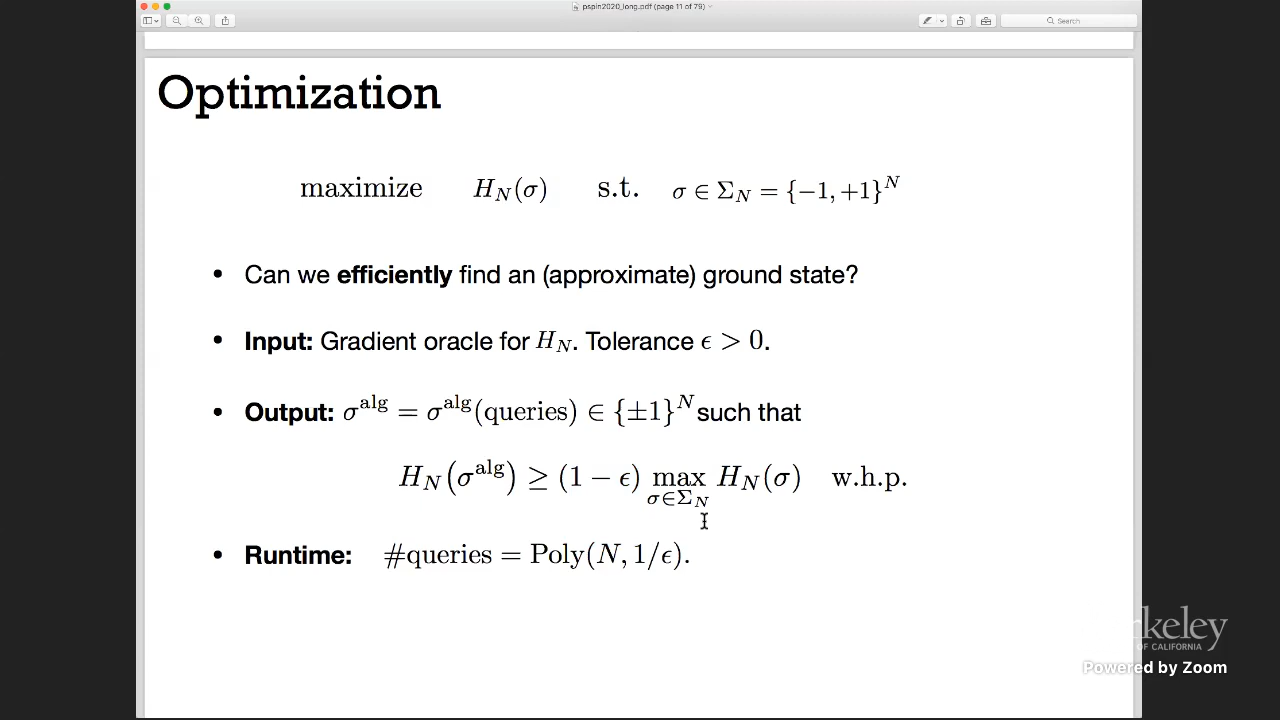 pspin2020_long.pdf (page 11 of 79)
Search
Optimization
maximize H_N(σ) s.t. σ ∈ Σ_N = {−1, +1}^N
• Can we efficiently find an (approximate) ground state?
• Input: Gradient oracle for H_N. Tolerance ϵ > 0.
• Output: σ^alg = σ^alg(queries) ∈ {±1}^N such that
H_N(σ^alg) ≥ (1 − ϵ) max_{σ∈Σ_N} H_N(σ) w.h.p.
• Runtime: #queries = Poly(N, 1/ϵ).
rkeley
OF CALIFORNIA
Powered by Zoom